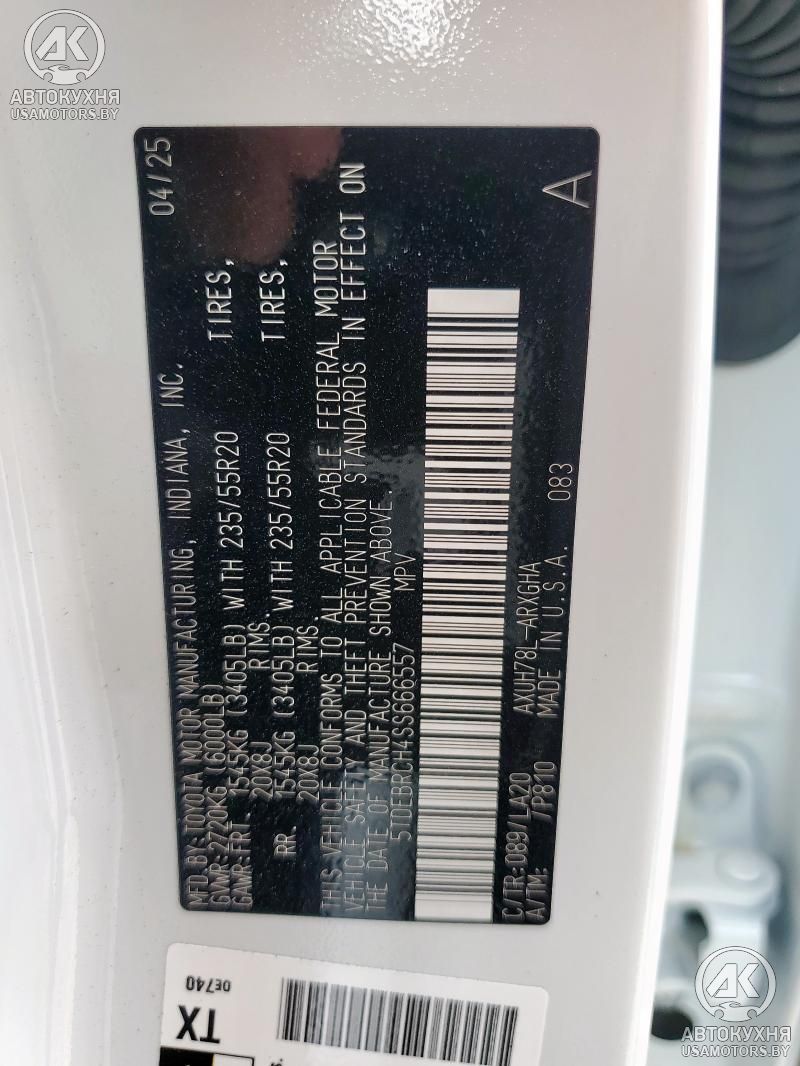 АВТОКУХНЯ
USAMOTORS.BY
MFD.BY:TOYOTA MOTOR MANUFACTURING, INDIANA, INC. 04/25
GVWR:2720KG (6000LB)
GAWR:FRT. 1545KG (3405LB) WITH 235/55R20 TIRES,
20X8J RIMS.
RR. 1545KG (3405LB) WITH 235/55R20 TIRES,
20X8J RIMS.
THIS VEHICLE CONFORMS TO ALL APPLICABLE FEDERAL MOTOR
VEHICLE SAFETY AND THEFT PREVENTION STANDARDS IN EFFECT ON
THE DATE OF MANUFACTURE SHOWN ABOVE.
5TDEBRCH4SS666557 MPV
C/TR:089/LA20 AXUH78L-ARXGHA
A/TM: /P810 MADE IN U.S.A. 083 A
TX 0E740
АВТОКУХНЯ
USAMOTORS.BY